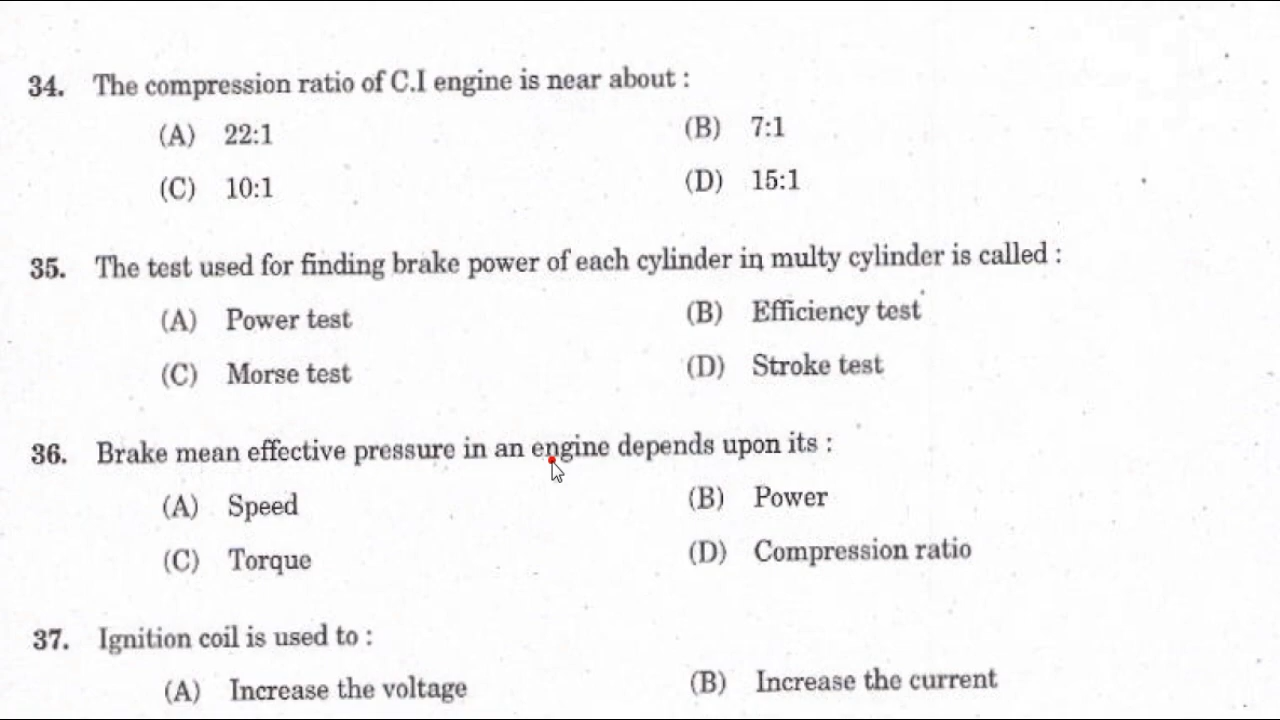 34. The compression ratio of C.I engine is near about :
(A) 22:1 (B) 7:1
(C) 10:1 (D) 15:1
35. The test used for finding brake power of each cylinder in multy cylinder is called :
(A) Power test (B) Efficiency test
(C) Morse test (D) Stroke test
36. Brake mean effective pressure in an engine depends upon its :
(A) Speed (B) Power
(C) Torque (D) Compression ratio
37. Ignition coil is used to :
(A) Increase the voltage (B) Increase the current